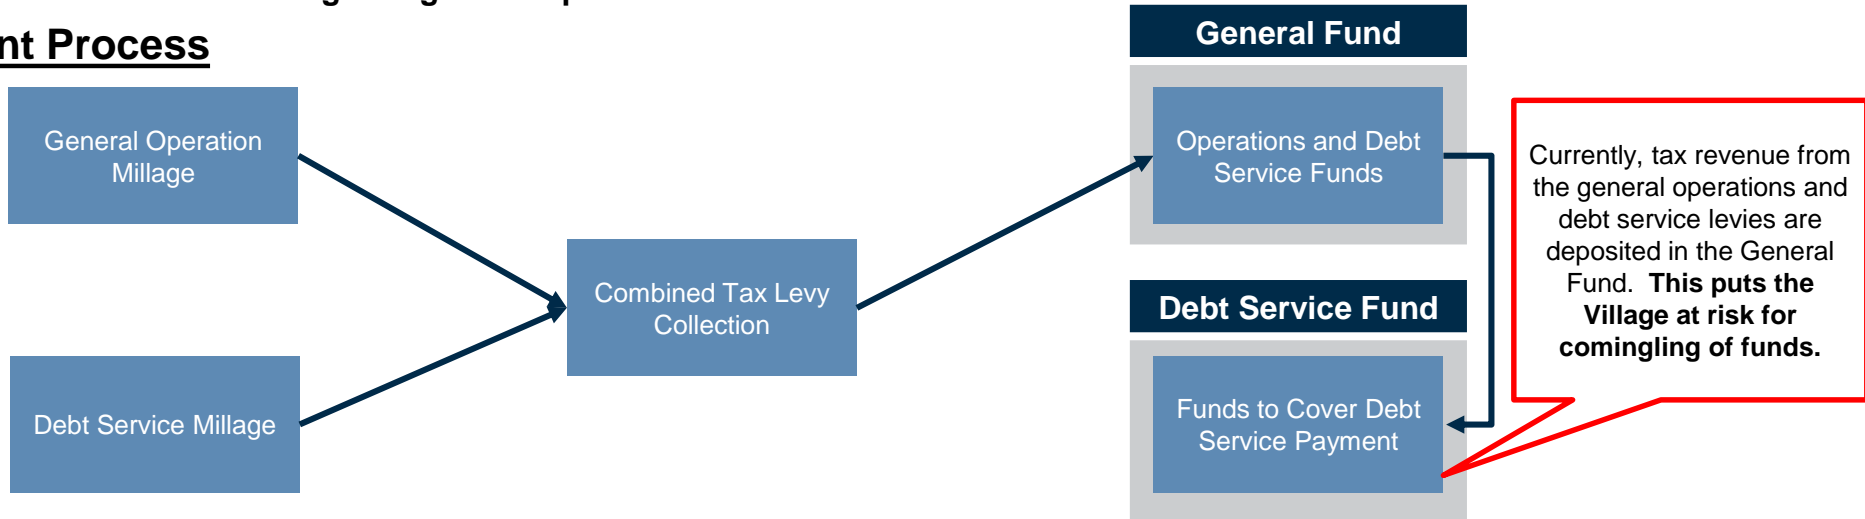 nt Process
General Operation
Millage
Debt Service Millage
Combined Tax Levy
Collection
General Fund
Operations and Debt
Service Funds
Debt Service Fund
Funds to Cover Debt
Service Payment
Currently, tax revenue from
the general operations and
debt service levies are
deposited in the General
Fund. This puts the
Village at risk for
comingling of funds.